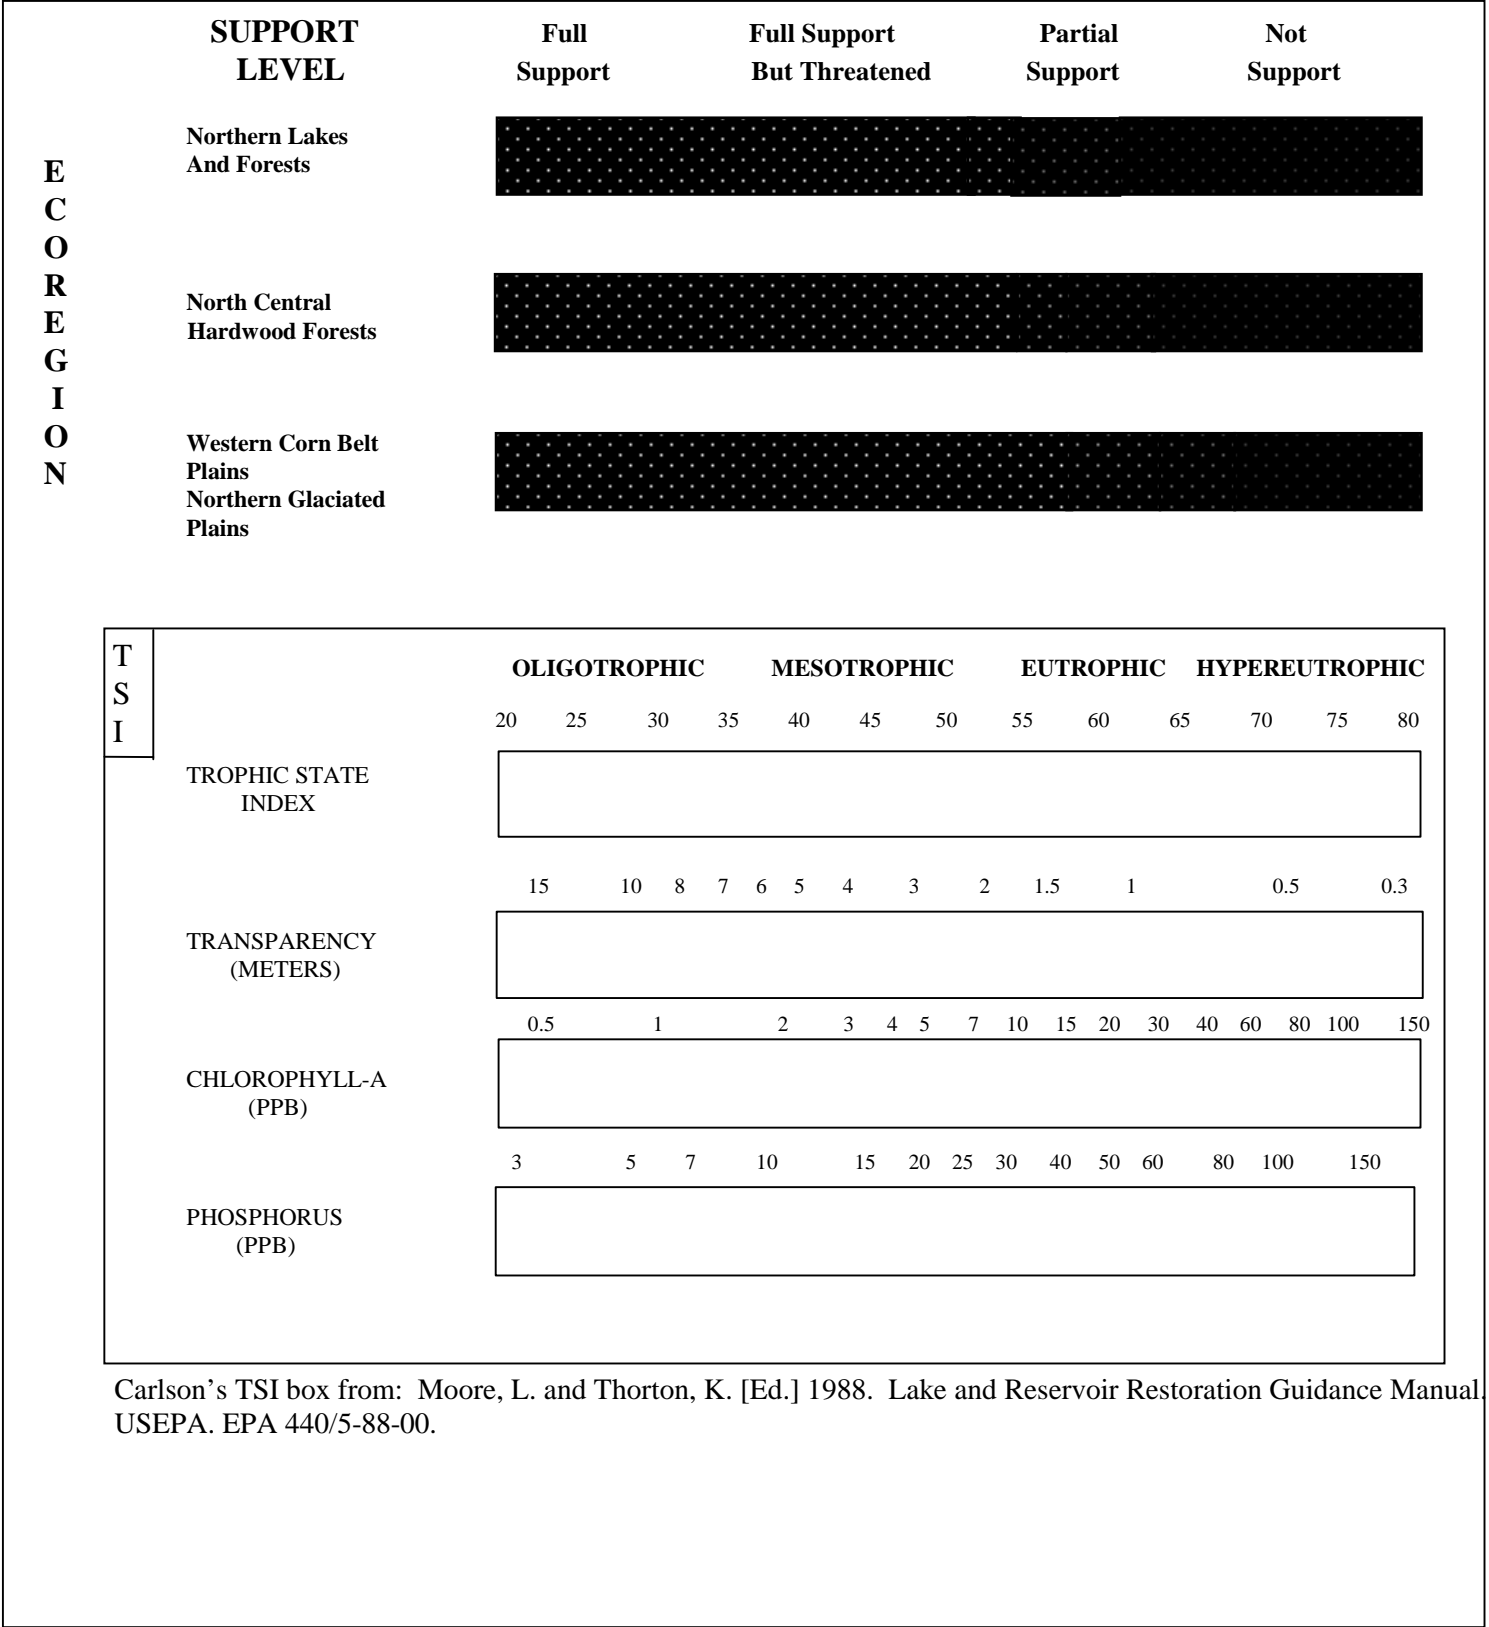 SUPPORT LEVEL
Full Support
Full Support But Threatened
Partial Support
Not Support
ECOREGION
Northern Lakes
And Forests
North Central
Hardwood Forests
Western Corn Belt
Plains
Northern Glaciated
Plains
TSI
OLIGOTROPHIC MESOTROPHIC EUTROPHIC HYPEREUTROPHIC
20 25 30 35 40 45 50 55 60 65 70 75 80
TROPHIC STATE
INDEX
15 10 8 7 6 5 4 3 2 1.5 1 0.5 0.3
TRANSPARENCY
(METERS)
0.5 1 2 3 4 5 7 10 15 20 30 40 60 80 100 150
CHLOROPHYLL-A
(PPB)
3 5 7 10 15 20 25 30 40 50 60 80 100 150
PHOSPHORUS
(PPB)
Carlson’s TSI box from: Moore, L. and Thorton, K. [Ed.] 1988. Lake and Reservoir Restoration Guidance Manual.
USEPA. EPA 440/5-88-00.